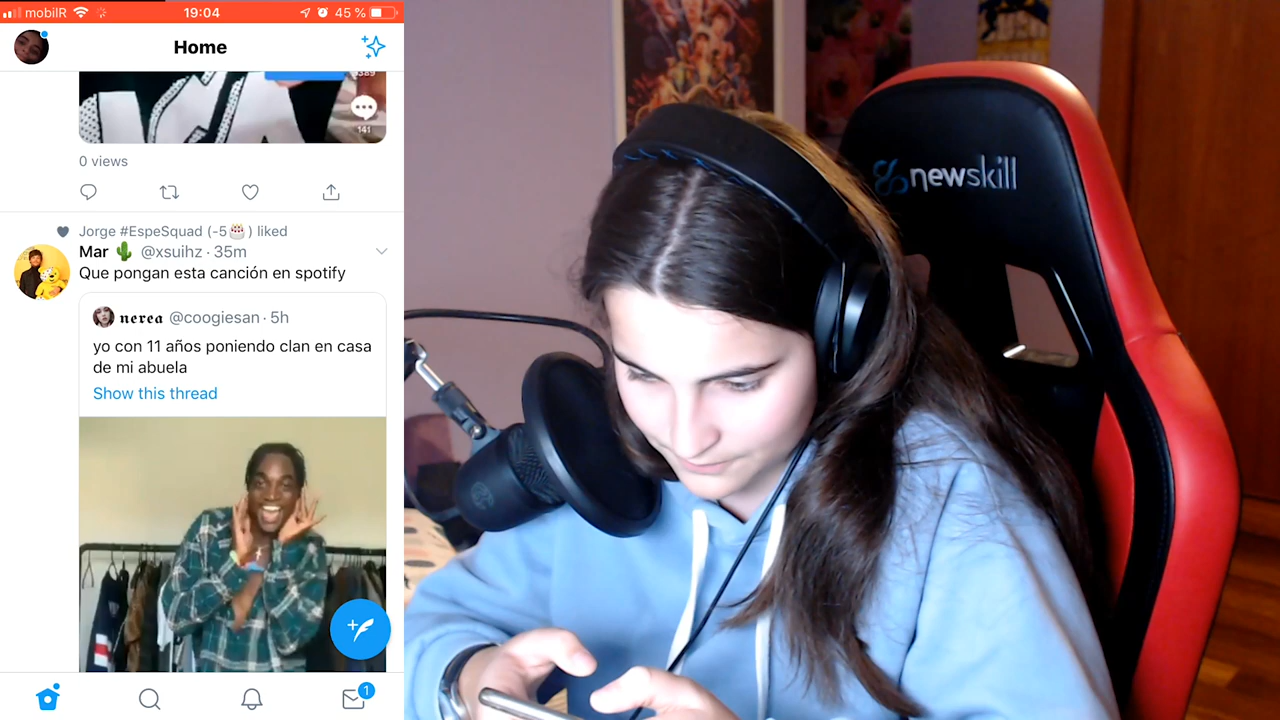 mobilR
19:04
45 %
Home
3389
141
0 views
Jorge #EspeSquad (-5🎂) liked
Mar 🌵 @xsuihz · 35m
Que pongan esta canción en spotify
nerea @coogiesan · 5h
yo con 11 años poniendo clan en casa
de mi abuela
Show this thread
1
newskill